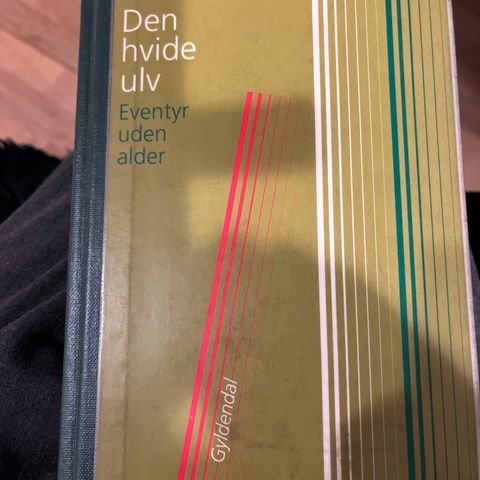 Den
hvide
ulv
Eventyr
uden
alder
Gyldendal